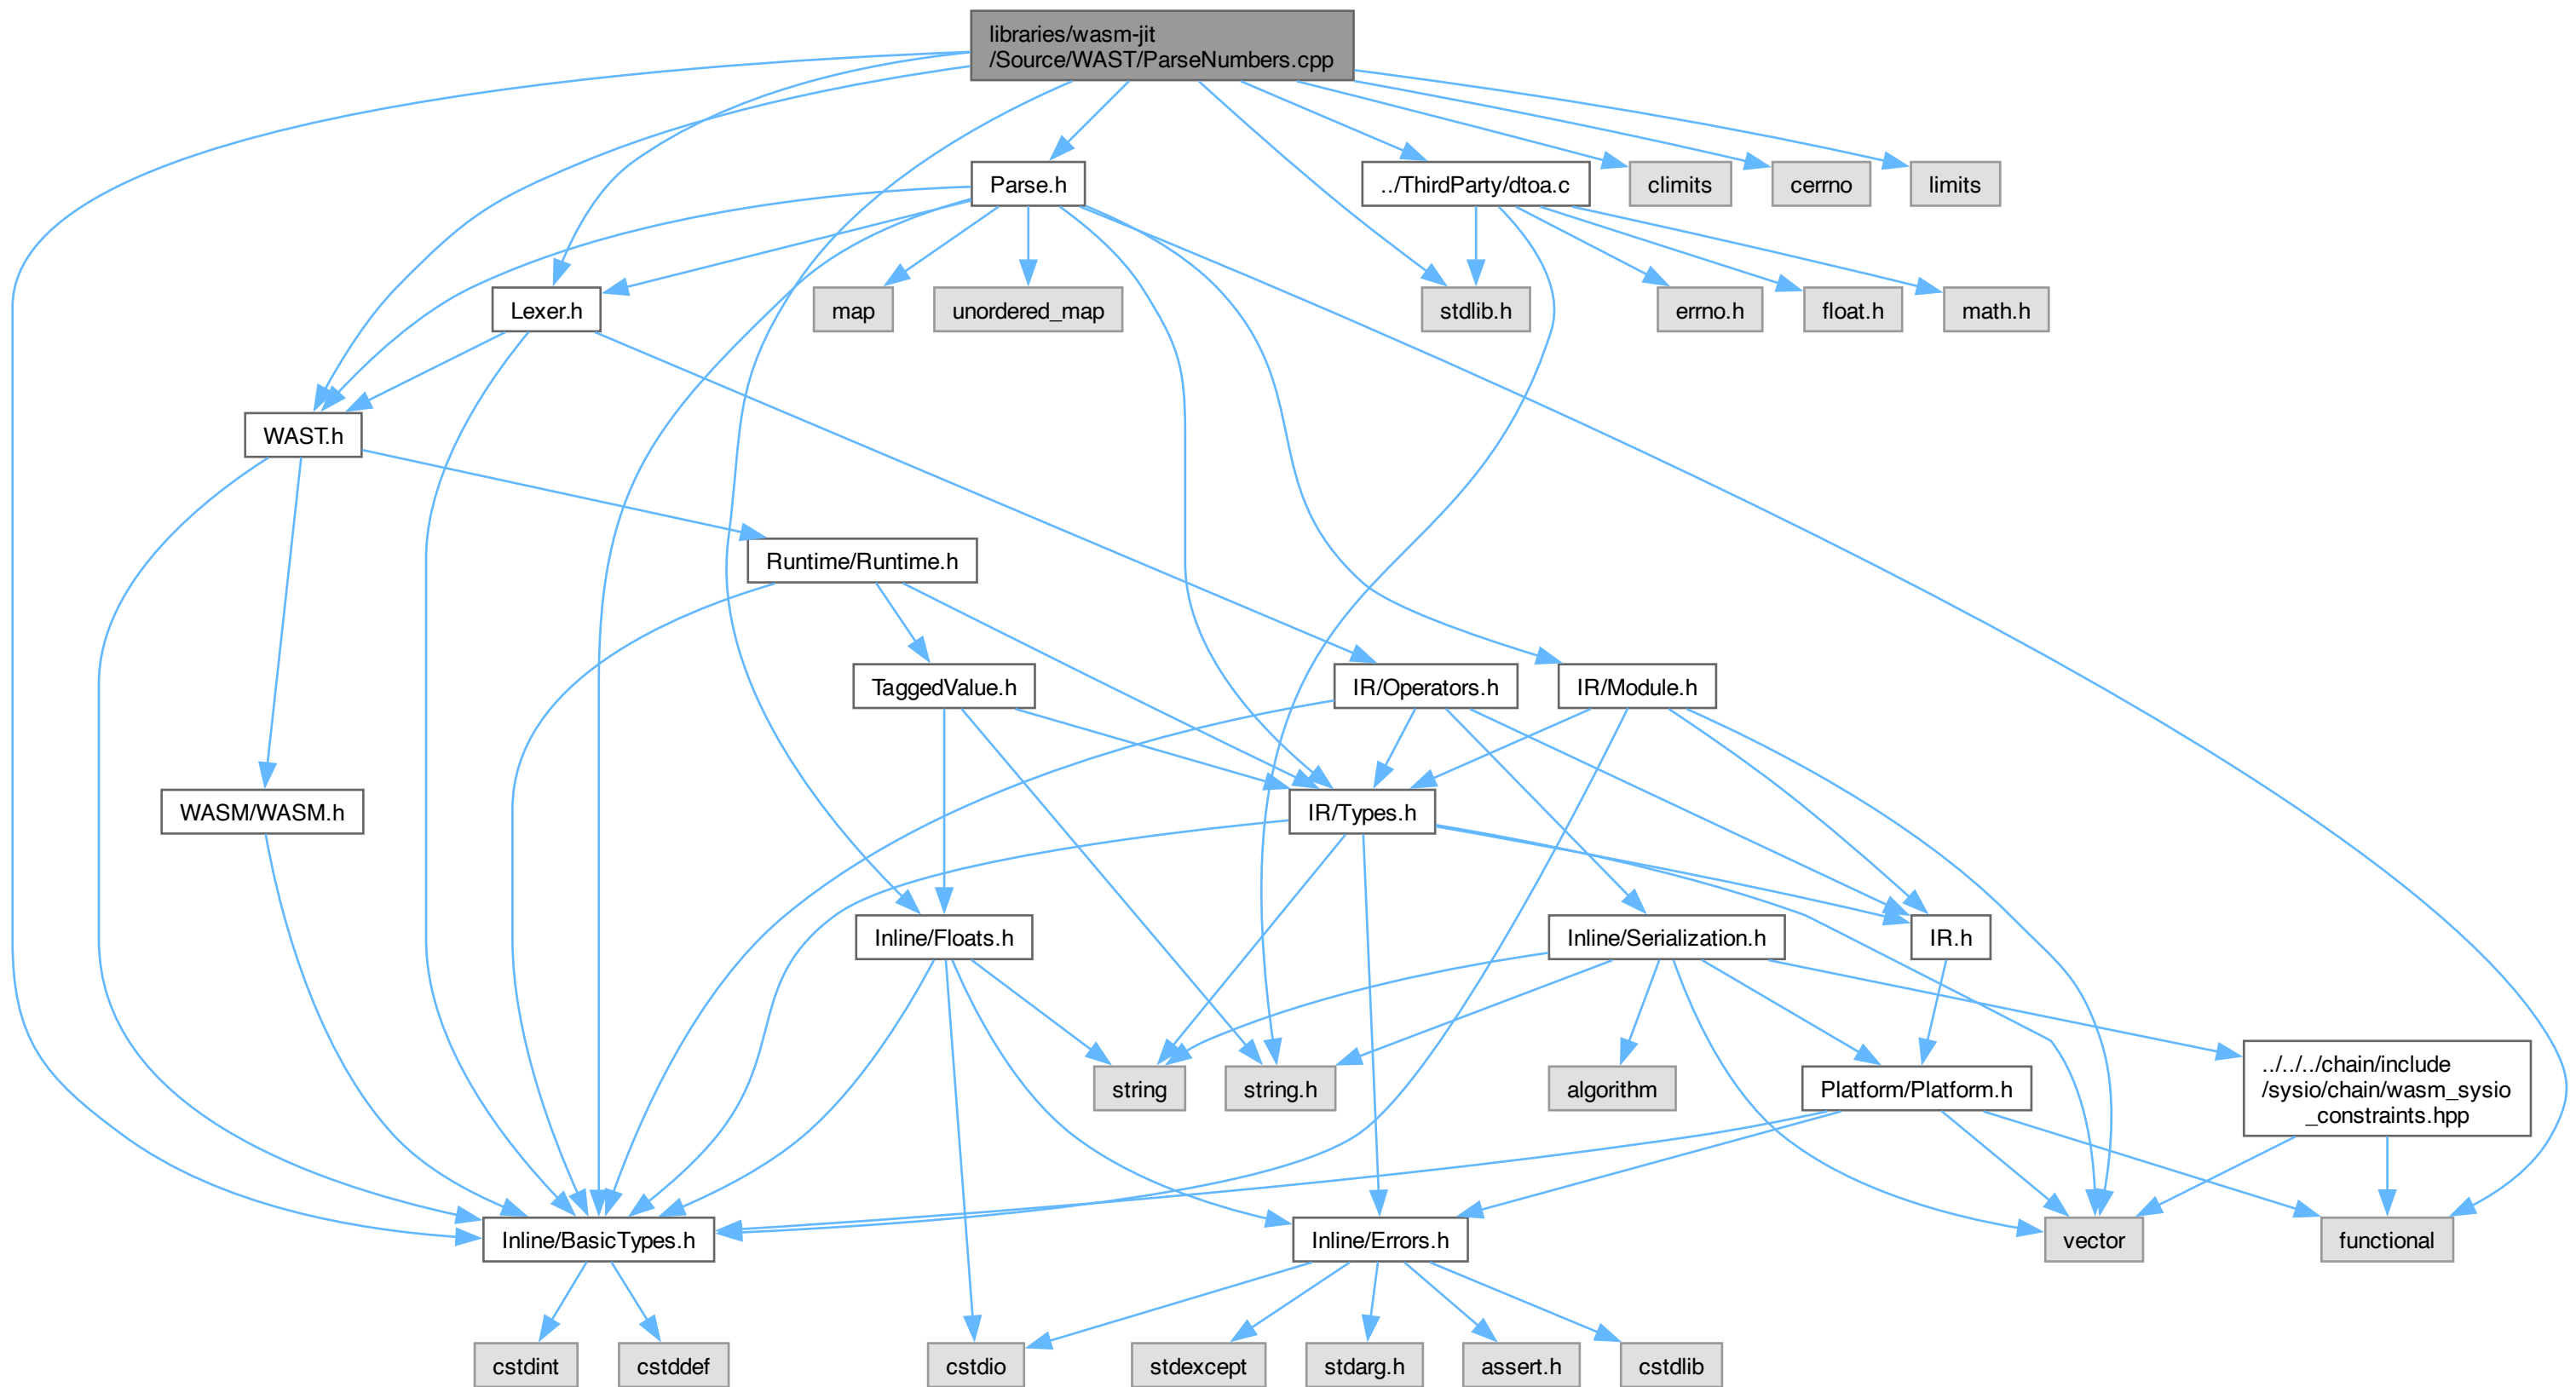 libraries/wasm-jit
/Source/WAST/ParseNumbers.cpp
Parse.h
../ThirdParty/dtoa.c
climits
cerrno
limits
Lexer.h
map
unordered_map
stdlib.h
errno.h
float.h
math.h
WAST.h
Runtime/Runtime.h
TaggedValue.h
IR/Operators.h
IR/Module.h
WASM/WASM.h
IR/Types.h
Inline/Floats.h
Inline/Serialization.h
IR.h
string
string.h
algorithm
Platform/Platform.h
../../../chain/include
/sysio/chain/wasm_sysio
_constraints.hpp
Inline/BasicTypes.h
Inline/Errors.h
vector
functional
cstdint
cstddef
cstdio
stdexcept
stdarg.h
assert.h
cstdlib